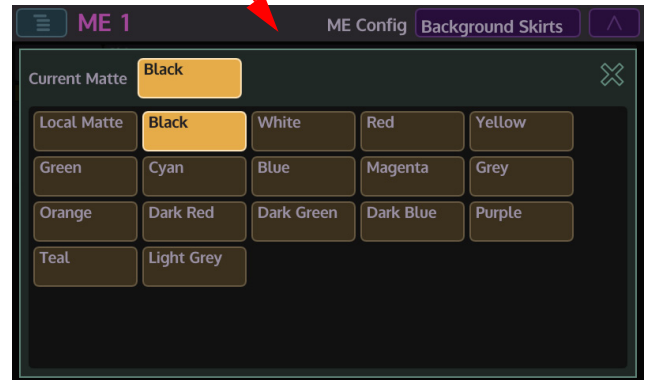 ME 1 ME Config Background Skirts
Current Matte Black
Local Matte Black White Red Yellow
Green Cyan Blue Magenta Grey
Orange Dark Red Dark Green Dark Blue Purple
Teal Light Grey